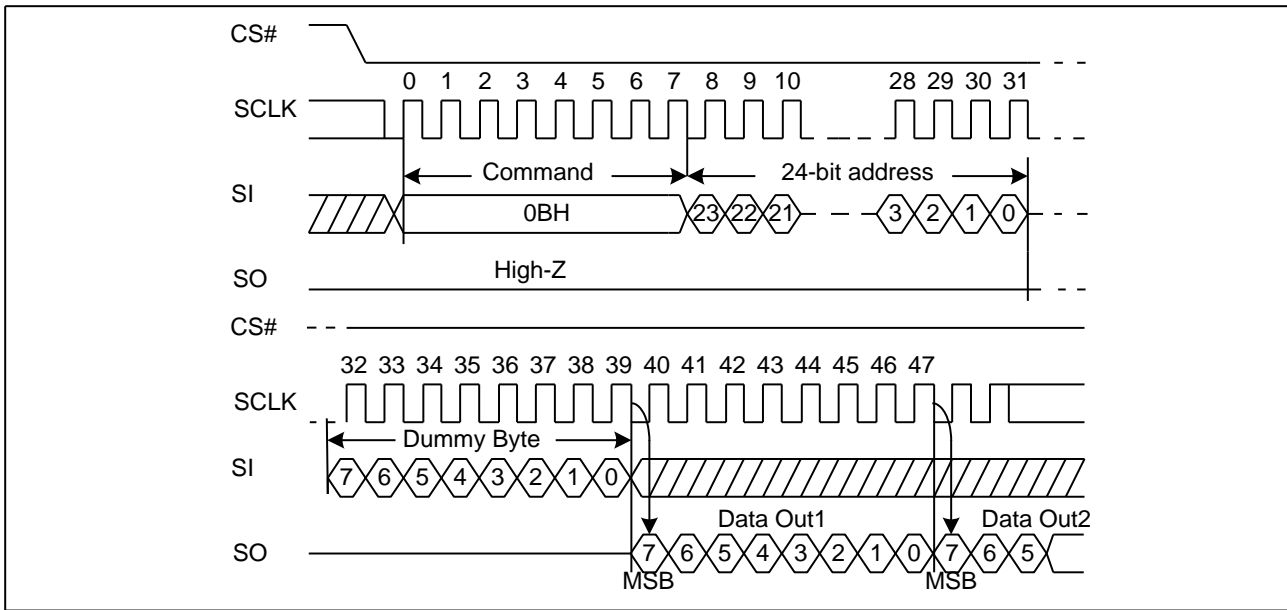 CS#
0 1 2 3 4 5 6 7 8 9 10 28 29 30 31
SCLK
Command 24-bit address
SI
0BH 23 22 21 3 2 1 0
High-Z
SO
CS#
32 33 34 35 36 37 38 39 40 41 42 43 44 45 46 47
SCLK
Dummy Byte
SI
7 6 5 4 3 2 1 0
Data Out1 Data Out2
SO
7 6 5 4 3 2 1 0 7 6 5
MSB MSB